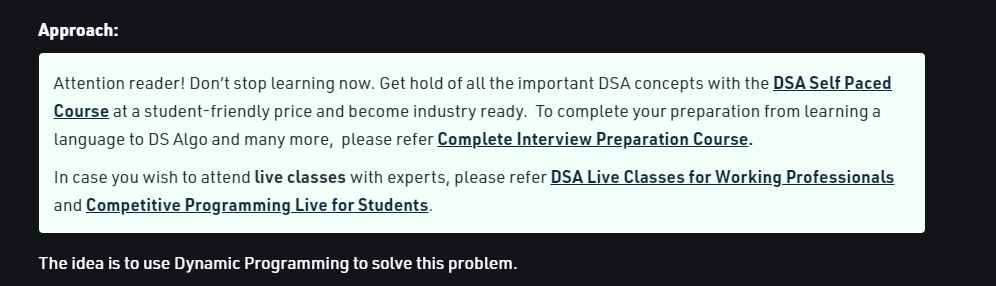 Approach:
Attention reader! Don’t stop learning now. Get hold of all the important DSA concepts with the DSA Self Paced
Course at a student-friendly price and become industry ready.  To complete your preparation from learning a
language to DS Algo and many more,  please refer Complete Interview Preparation Course.
In case you wish to attend live classes with experts, please refer DSA Live Classes for Working Professionals
and Competitive Programming Live for Students.
The idea is to use Dynamic Programming to solve this problem.